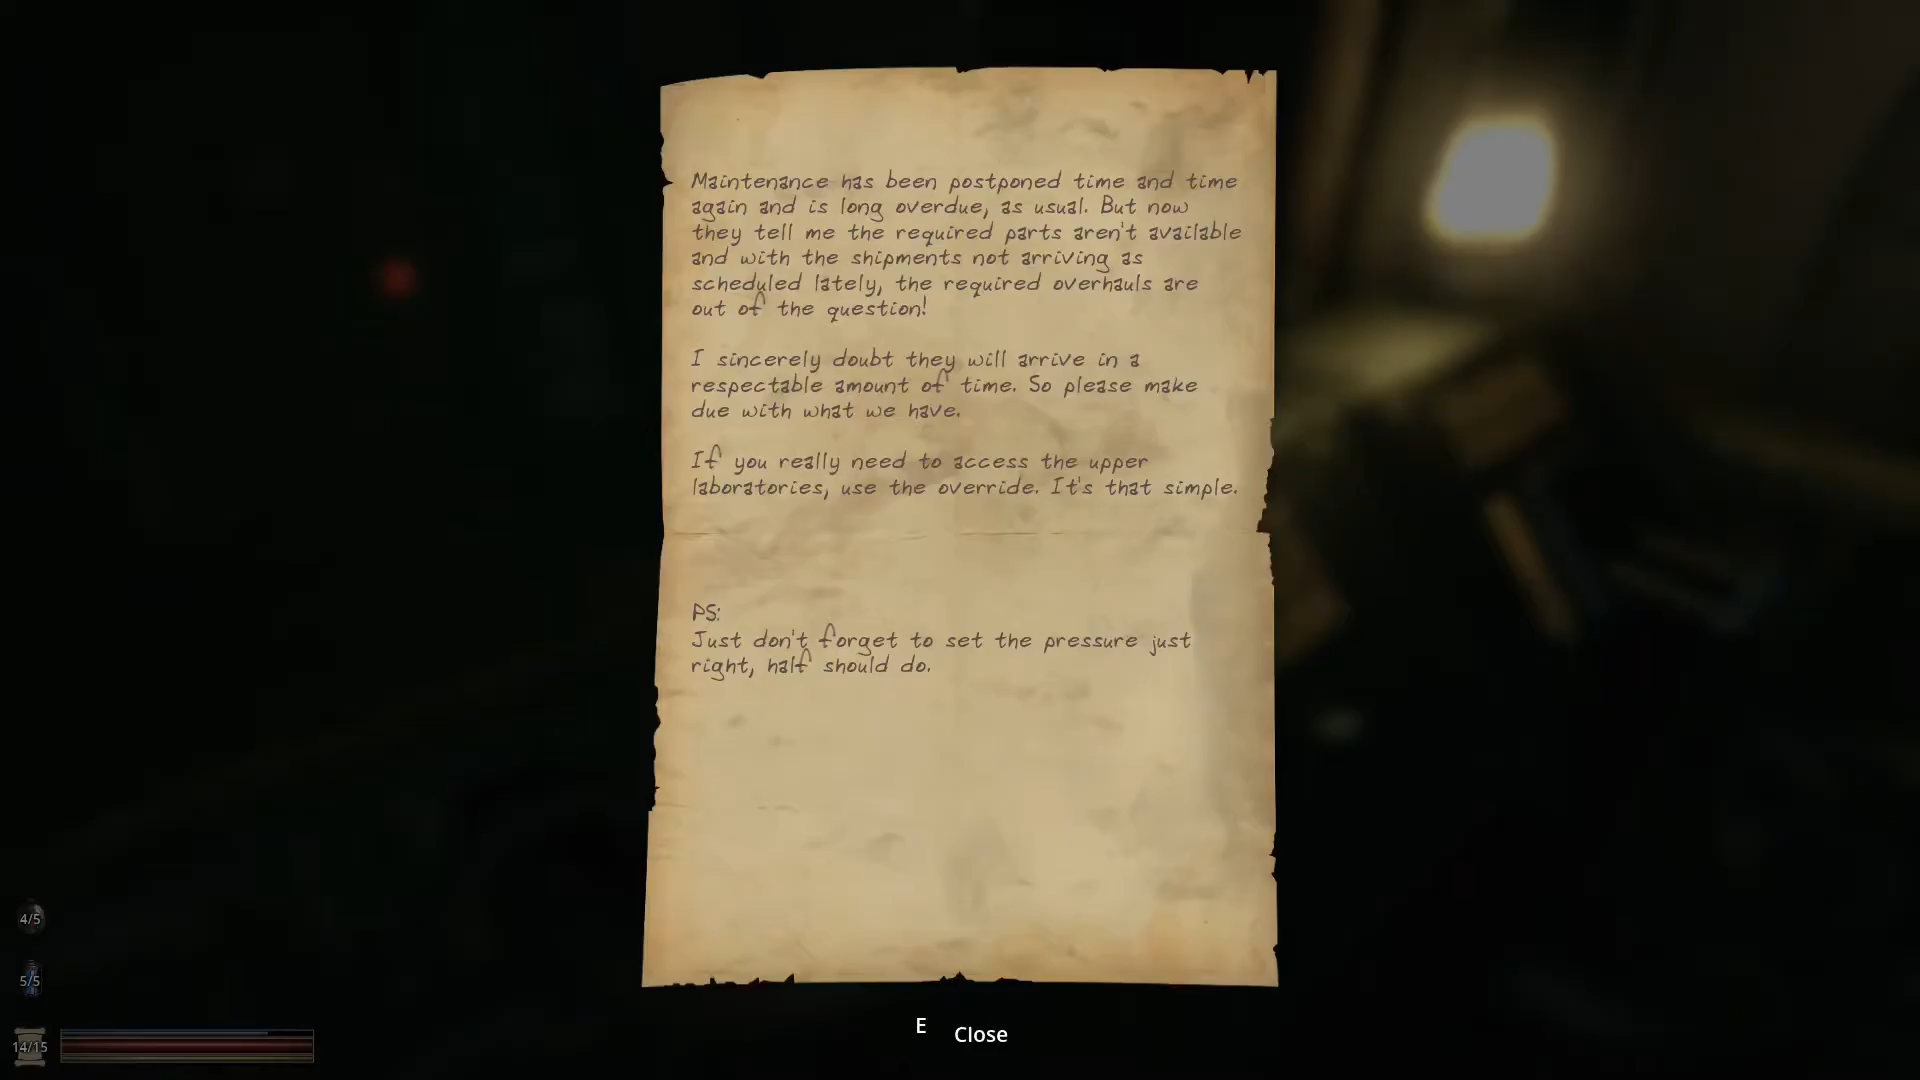 Maintenance has been postponed time and time
again and is long overdue, as usual. But now
they tell me the required parts aren't available
and with the shipments not arriving as
scheduled lately, the required overhauls are
out of the question!
I sincerely doubt they will arrive in a
respectable amount of time. So please make
due with what we have.
If you really need to access the upper
laboratories, use the override. It's that simple.
PS:
Just don't forget to set the pressure just
right, half should do.
4/5
5/5
14/15
E Close